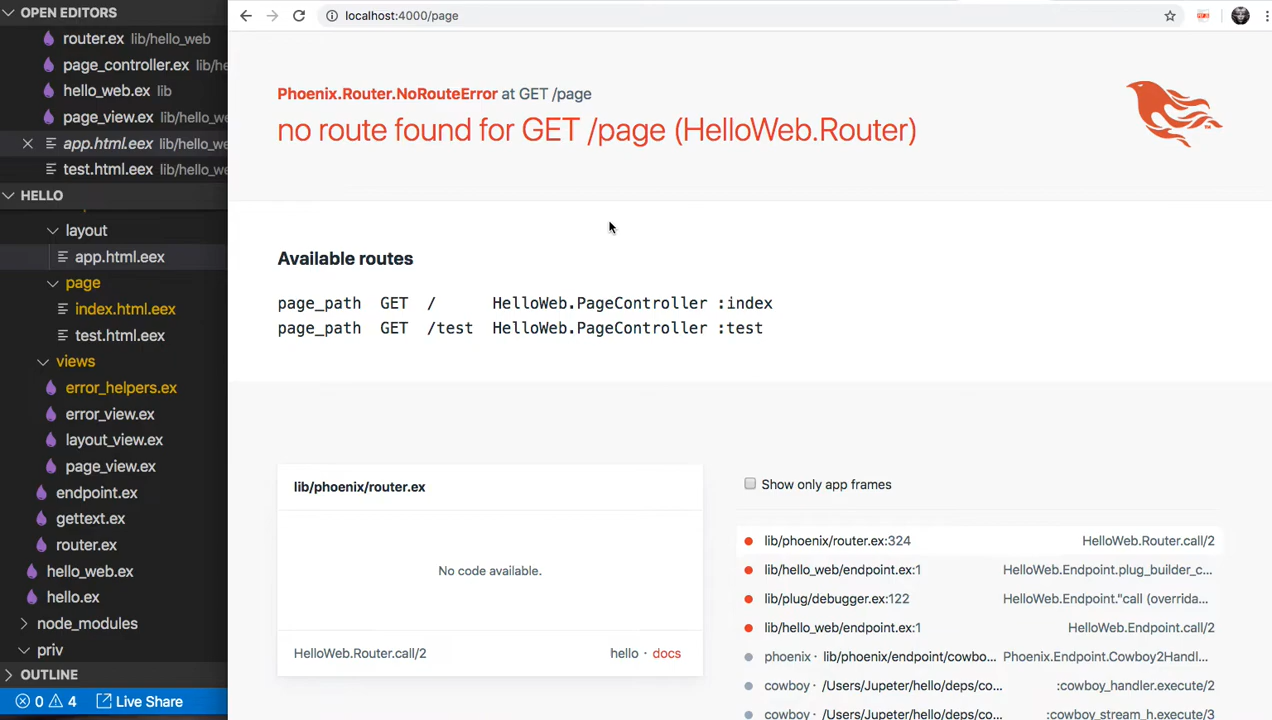 OPEN EDITORS
router.ex lib/hello_web
page_controller.ex lib/he
hello_web.ex lib
page_view.ex lib/hello_we
app.html.eex lib/hello_we
test.html.eex lib/hello_we
HELLO
layout
app.html.eex
page
index.html.eex
test.html.eex
views
error_helpers.ex
error_view.ex
layout_view.ex
page_view.ex
endpoint.ex
gettext.ex
router.ex
hello_web.ex
hello.ex
node_modules
priv
OUTLINE
0 4 Live Share
localhost:4000/page
Phoenix.Router.NoRouteError at GET /page
no route found for GET /page (HelloWeb.Router)
Available routes
page_path GET / HelloWeb.PageController :index
page_path GET /test HelloWeb.PageController :test
lib/phoenix/router.ex
No code available.
HelloWeb.Router.call/2 hello · docs
Show only app frames
lib/phoenix/router.ex:324 HelloWeb.Router.call/2
lib/hello_web/endpoint.ex:1 HelloWeb.Endpoint.plug_builder_c...
lib/plug/debugger.ex:122 HelloWeb.Endpoint."call (overrida...
lib/hello_web/endpoint.ex:1 HelloWeb.Endpoint.call/2
phoenix · lib/phoenix/endpoint/cowbo... Phoenix.Endpoint.Cowboy2Handl...
cowboy · /Users/Jupeter/hello/deps/co... :cowboy_handler.execute/2
cowboy · /Users/Jupeter/hello/deps/co... :cowboy_stream_h.execute/3